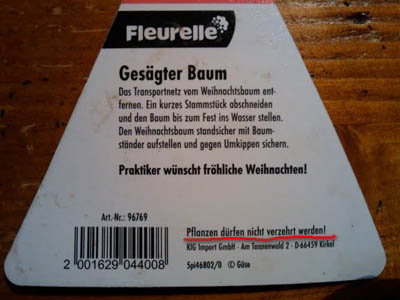 Fleurelle
Gesägter Baum
Das Transportnetz vom Weihnachtsbaum ent-
fernen. Ein kurzes Stammstück abschneiden
und den Baum bis zum Fest ins Wasser stellen.
Den Weihnachtsbaum standsicher mit Baum-
ständer aufstellen und gegen Umkippen sichern.
Praktiker wünscht fröhliche Weihnachten!
Art.-Nr.: 96769
Pflanzen dürfen nicht verzehrt werden!
KIG Import GmbH · Am Tannenwald 2 · D-66459 Kirkel
2 001629 044008
Spi46802/0 © Güse